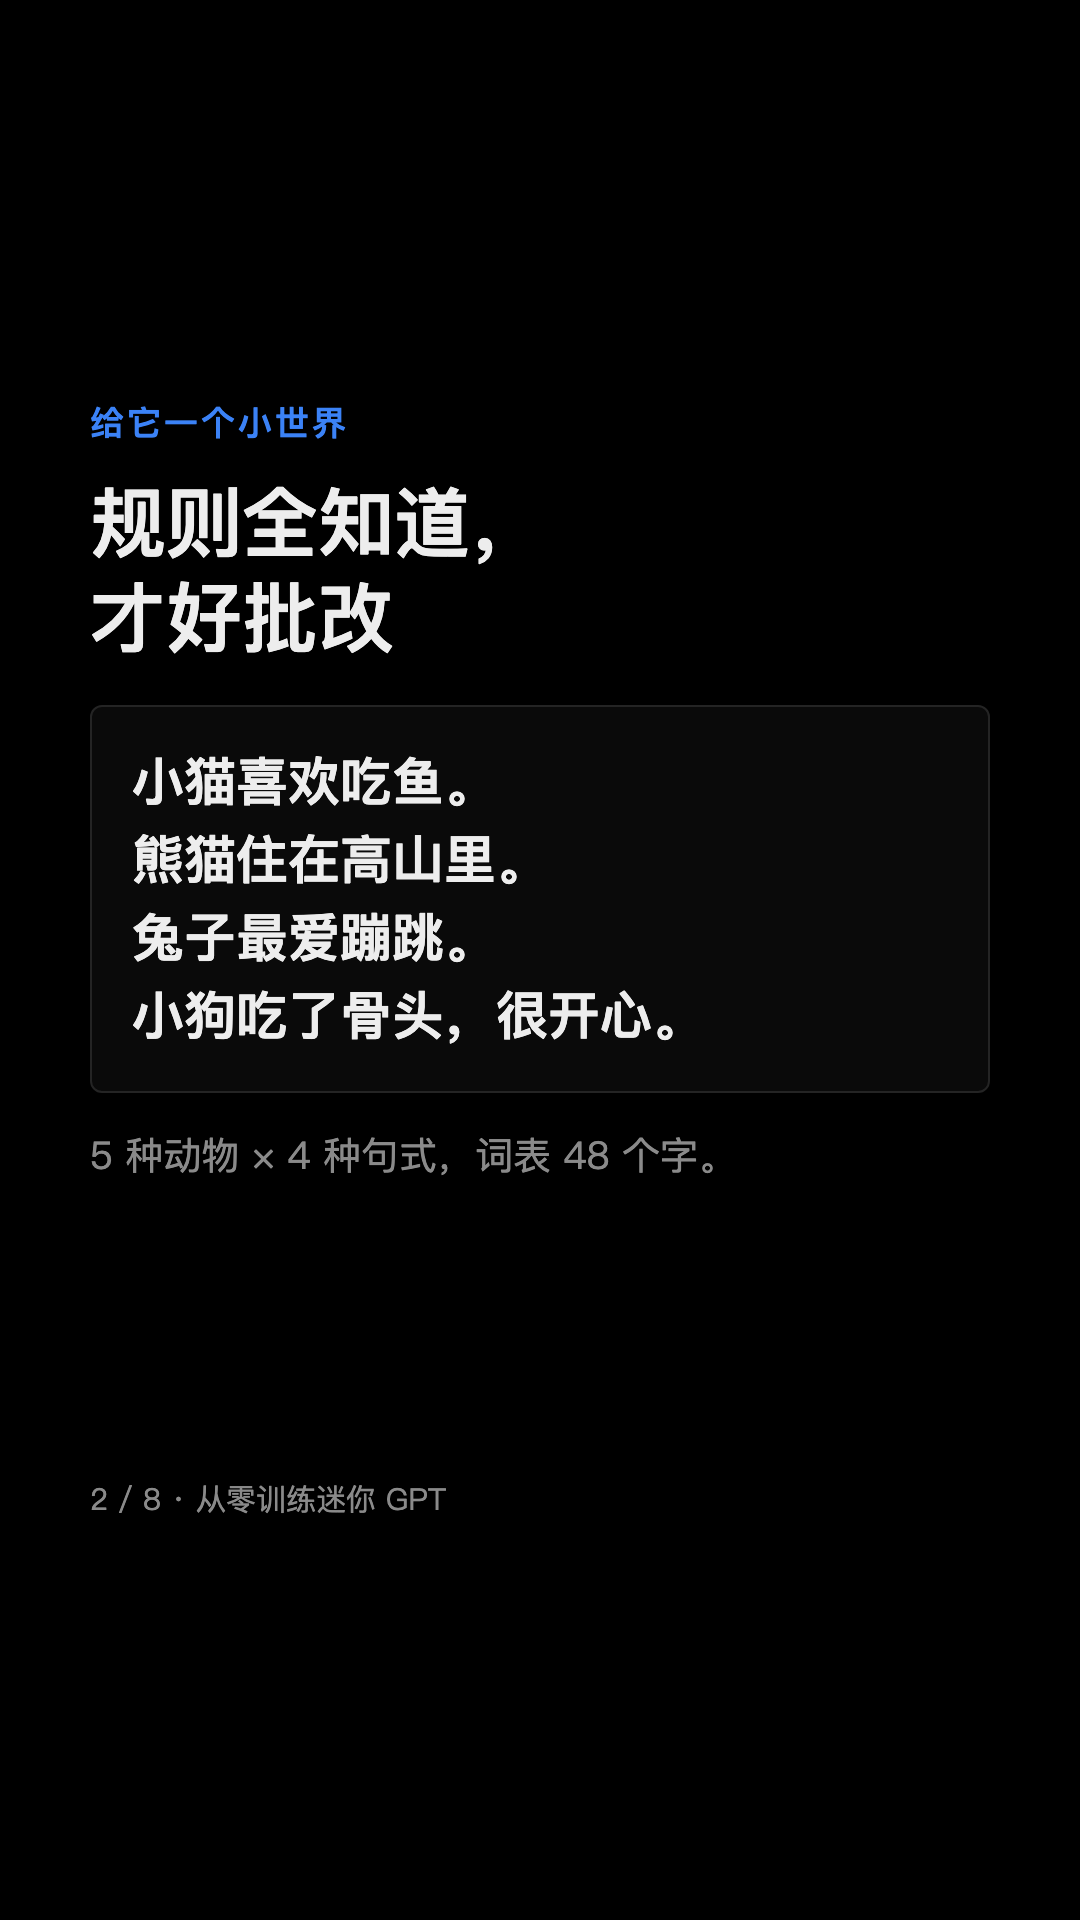 给它一个小世界
规则全知道，
才好批改
小猫喜欢吃鱼。
熊猫住在高山里。
兔子最爱蹦跳。
小狗吃了骨头，很开心。
5 种动物 × 4 种句式，词表 48 个字。
2 / 8 · 从零训练迷你 GPT